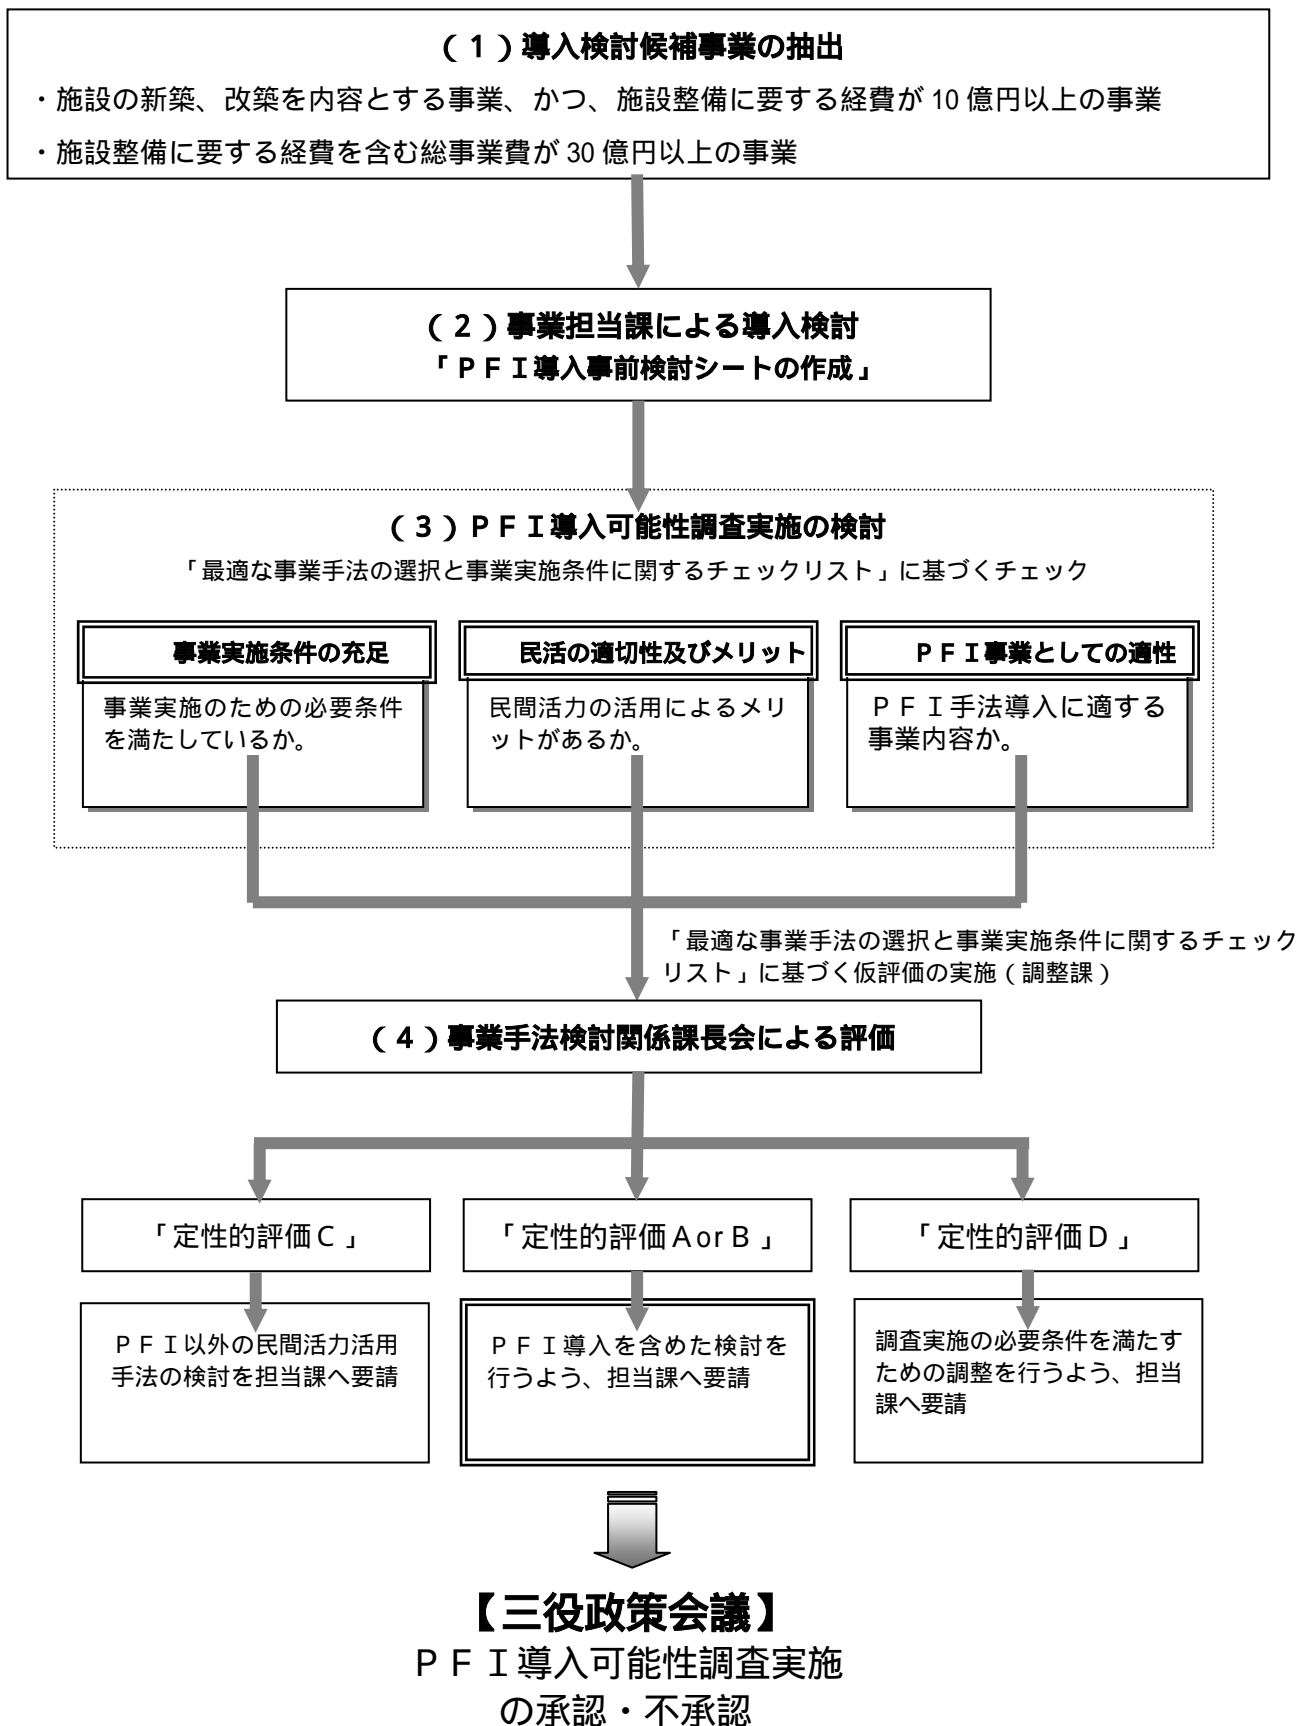 （１）導入検討候補事業の抽出
・施設の新築、改築を内容とする事業、かつ、施設整備に要する経費が 10 億円以上の事業
・施設整備に要する経費を含む総事業費が 30 億円以上の事業
（２）事業担当課による導入検討
「ＰＦＩ導入事前検討シートの作成」
（３）ＰＦＩ導入可能性調査実施の検討
「最適な事業手法の選択と事業実施条件に関するチェックリスト」に基づくチェック
事業実施条件の充足
事業実施のための必要条件
を満たしているか。
民活の適切性及びメリット
民間活力の活用によるメリ
ットがあるか。
ＰＦＩ事業としての適性
ＰＦＩ手法導入に適する
事業内容か。
「最適な事業手法の選択と事業実施条件に関するチェック
リスト」に基づく仮評価の実施（調整課）
（４）事業手法検討関係課長会による評価
「定性的評価Ｃ」
ＰＦＩ以外の民間活力活用
手法の検討を担当課へ要請
「定性的評価Ａor Ｂ」
ＰＦＩ導入を含めた検討を
行うよう、担当課へ要請
「定性的評価Ｄ」
調査実施の必要条件を満たす
ための調整を行うよう、担当
課へ要請
【三役政策会議】
ＰＦＩ導入可能性調査実施
の承認・不承認